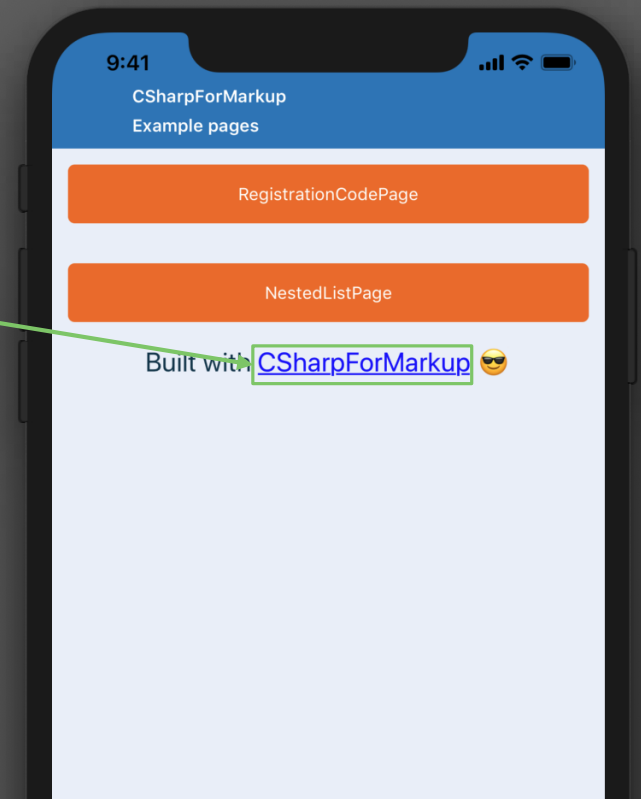 9:41
CSharpForMarkup
Example pages
RegistrationCodePage
NestedListPage
Built with CSharpForMarkup 😎